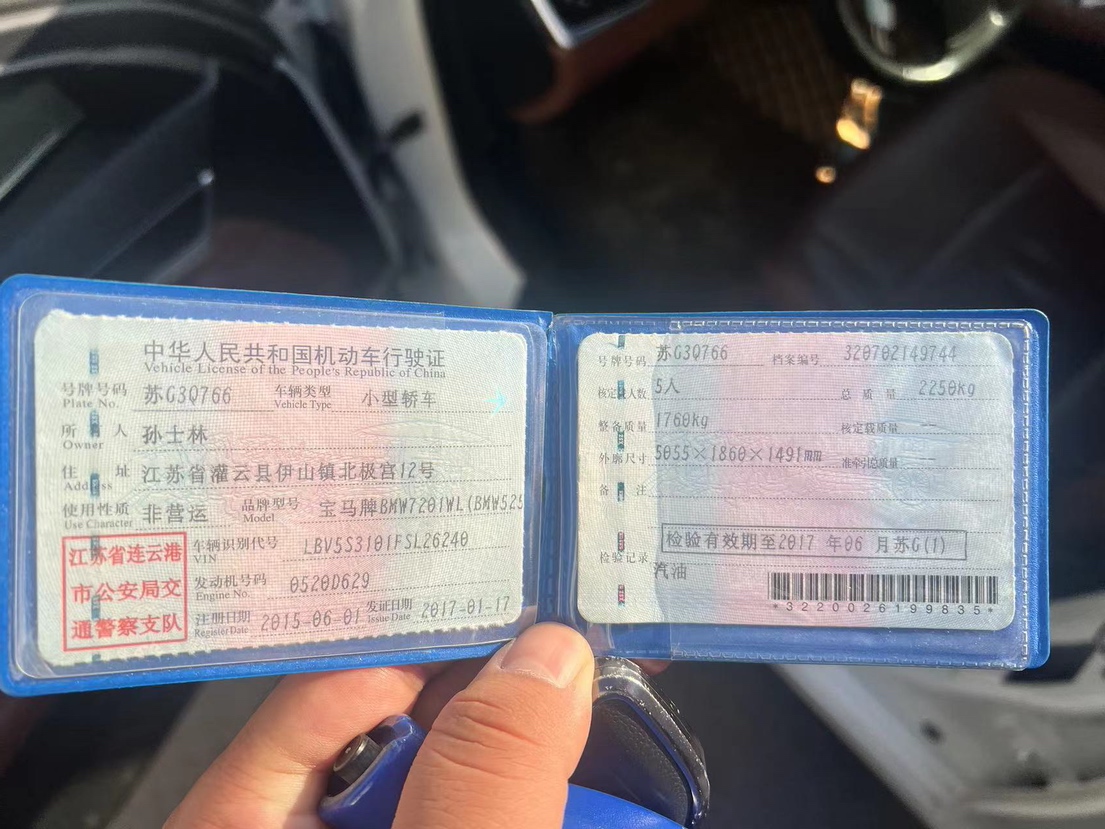 中华人民共和国机动车行驶证
Vehicle License of the People's Republic of China
号牌号码 苏G3Q766 车辆类型 小型轿车
Plate No. Vehicle Type
所 有 人 孙士林
Owner
住 址 江苏省灌云县伊山镇北极宫12号
Address
使用性质 非营运 品牌型号 宝马牌BMW7201WL(BMW525
Use Character Model
江苏省连云港
市公安局交
通警察支队
车辆识别代号 LBV5S3101FSL26240
VIN
发动机号码 0520D629
Engine No.
注册日期 2015-06-01 发证日期 2017-01-17
Register Date Issue Date
号牌号码 苏G3Q766 档案编号 320702149744
核定载人数 5人 总 质 量 2250kg
整备质量 1760kg 核定载质量 —
外廓尺寸 5055×1860×1491mm 准牵引总质量 —
备 注
检验有效期至2017 年06 月苏G(1)
检验记录
汽油
*3220026199835*